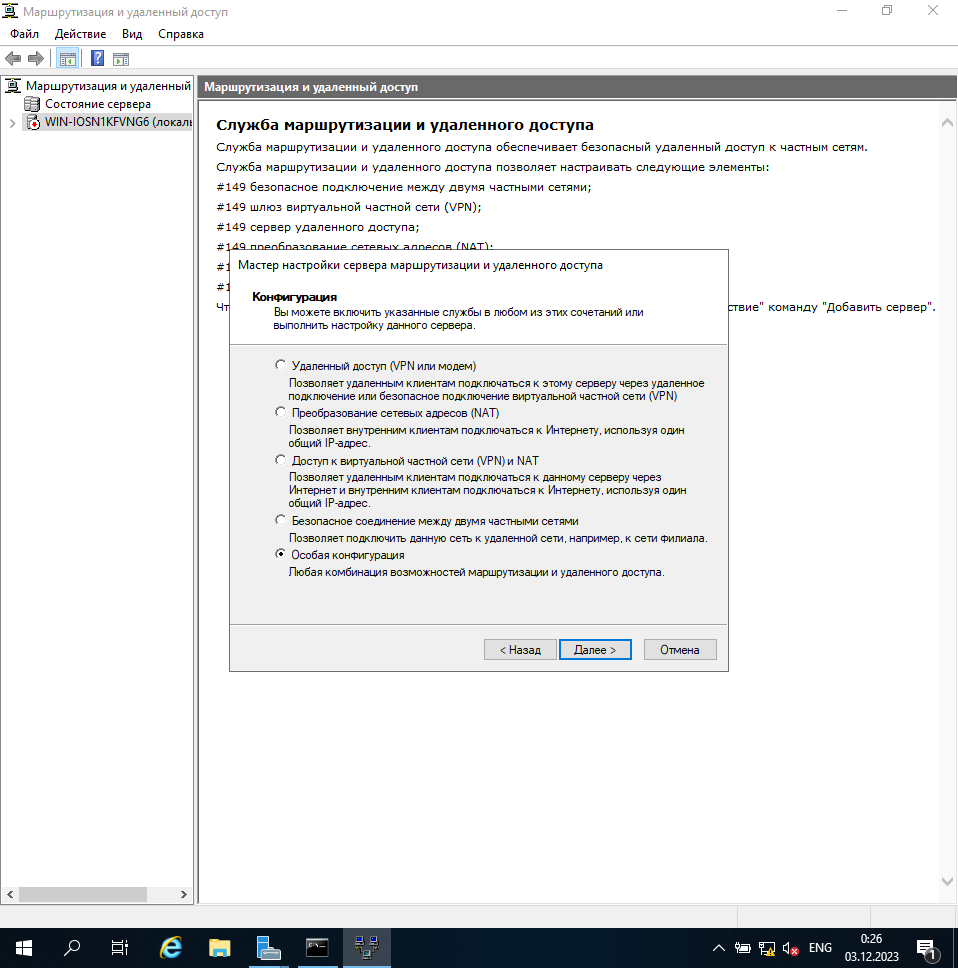 Маршрутизация и удаленный доступ
Файл Действие Вид Справка
Маршрутизация и удаленный
Состояние сервера
WIN-IOSN1KFVNG6 (локаль
Маршрутизация и удаленный доступ
Служба маршрутизации и удаленного доступа
Служба маршрутизации и удаленного доступа обеспечивает безопасный удаленный доступ к частным сетям.
Служба маршрутизации и удаленного доступа позволяет настраивать следующие элементы:
#149 безопасное подключение между двумя частными сетями;
#149 шлюз виртуальной частной сети (VPN);
#149 сервер удаленного доступа;
#149 преобразование сетевых адресов (NAT);
#1
#1
Чт
ствие" команду "Добавить сервер".
Мастер настройки сервера маршрутизации и удаленного доступа
Конфигурация
Вы можете включить указанные службы в любом из этих сочетаний или
выполнить настройку данного сервера.
Удаленный доступ (VPN или модем)
Позволяет удаленным клиентам подключаться к этому серверу через удаленное
подключение или безопасное подключение виртуальной частной сети (VPN)
Преобразование сетевых адресов (NAT)
Позволяет внутренним клиентам подключаться к Интернету, используя один
общий IP-адрес.
Доступ к виртуальной частной сети (VPN) и NAT
Позволяет удаленным клиентам подключаться к данному серверу через
Интернет и внутренним клиентам подключаться к Интернету, используя один
общий IP-адрес.
Безопасное соединение между двумя частными сетями
Позволяет подключить данную сеть к удаленной сети, например, к сети филиала.
Особая конфигурация
Любая комбинация возможностей маршрутизации и удаленного доступа.
< Назад Далее > Отмена
ENG
0:26
03.12.2023
1